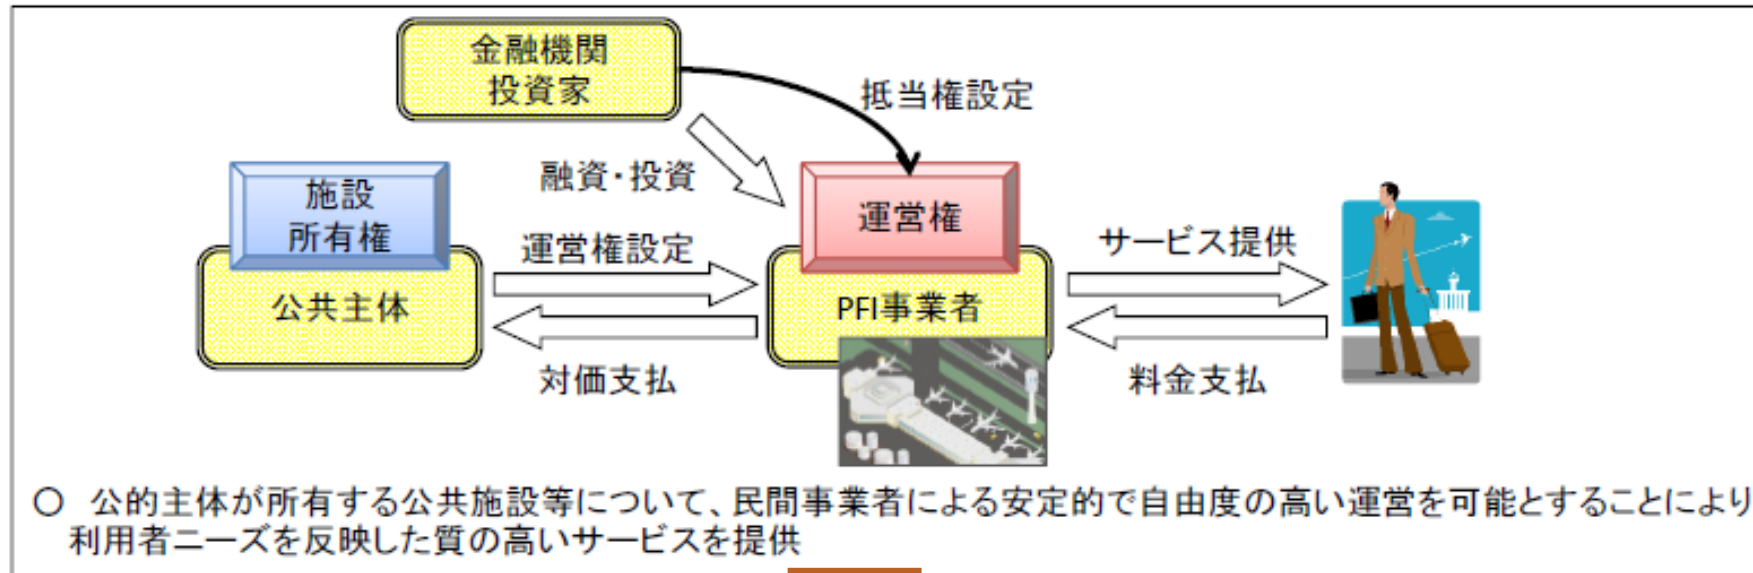 金融機関
投資家
抵当権設定
融資・投資
施設
所有権
運営権
運営権設定
サービス提供
公共主体
PFI事業者
対価支払
料金支払
〇 公的主体が所有する公共施設等について、民間事業者による安定的で自由度の高い運営を可能とすることにより
利用者ニーズを反映した質の高いサービスを提供